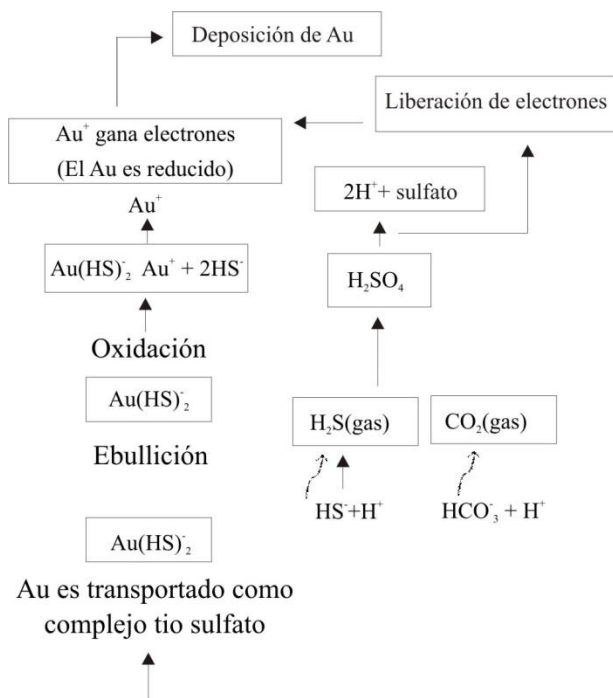 Deposición de Au
Liberación de electrones
Au⁺ gana electrones
(El Au es reducido)
2H⁺+ sulfato
Au⁺
Au(HS)⁻₂ Au⁺ + 2HS⁻
H₂SO₄
Oxidación
Au(HS)⁻₂
H₂S(gas)
CO₂(gas)
Ebullición
HS⁻+H⁺
HCO⁻₃ + H⁺
Au(HS)⁻₂
Au es transportado como
complejo tio sulfato